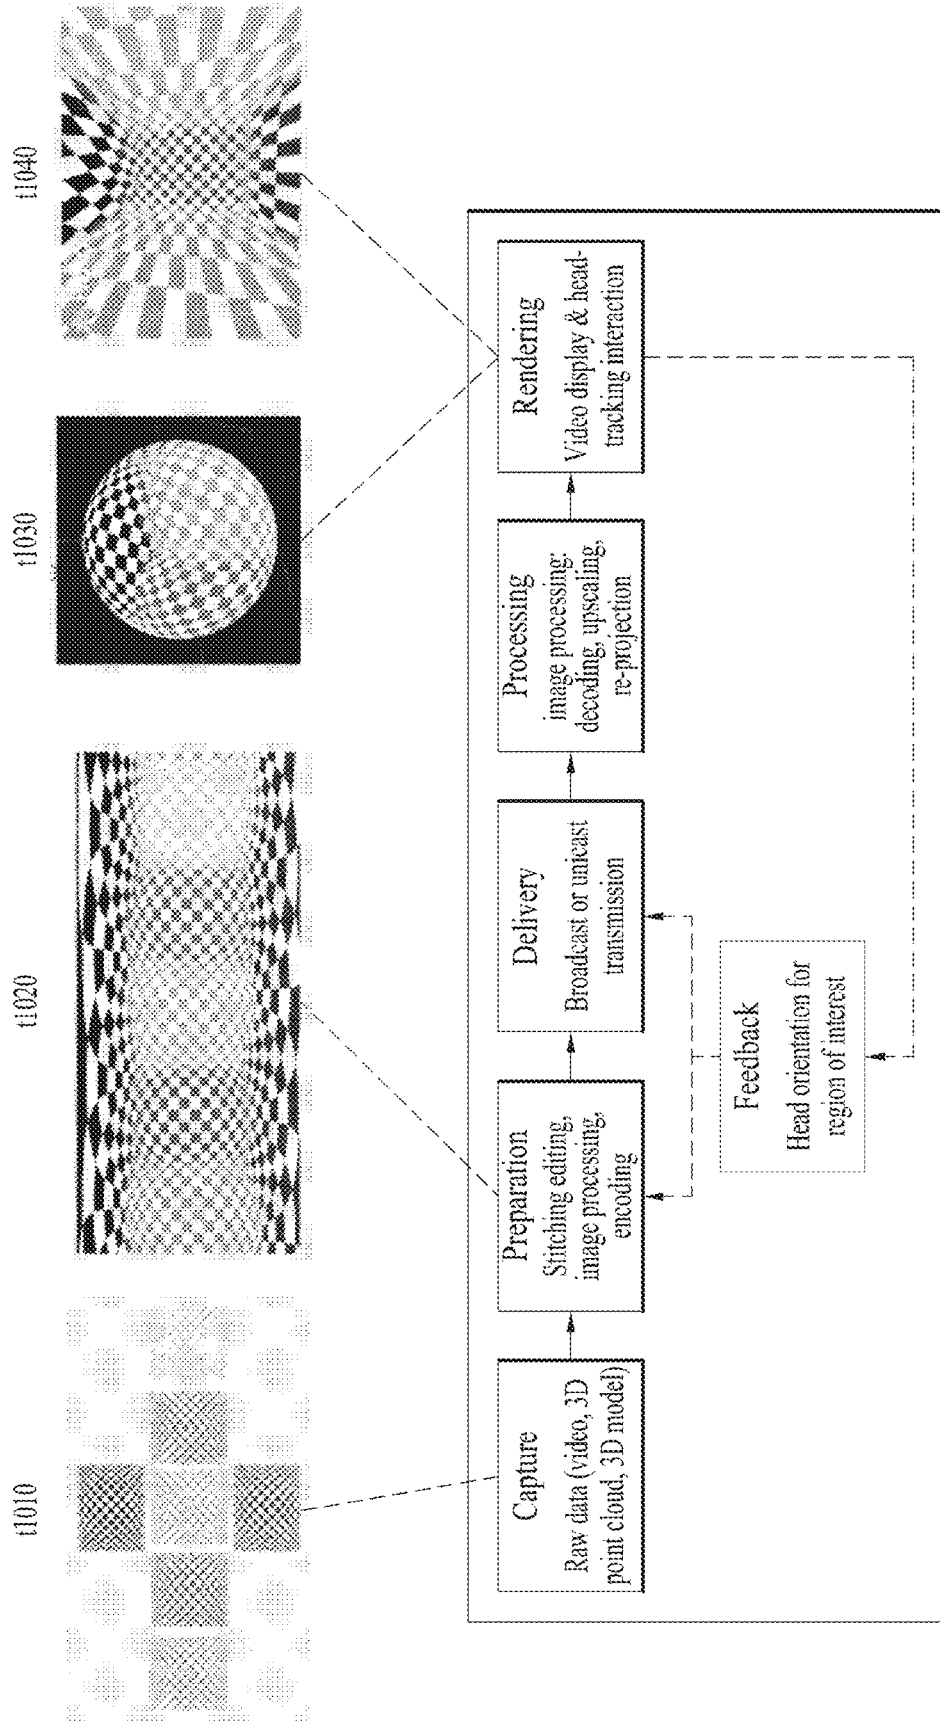 t1010
t1020
t1030
t1040
Capture
Raw data (video, 3D
point cloud, 3D model)
Preparation
Stitching editing,
image processing,
encoding
Delivery
Broadcast or unicast
transmission
Processing
image processing:
decoding, upscaling,
re-projection
Rendering
Video display & head-
tracking interaction
Feedback
Head orientation for
region of interest